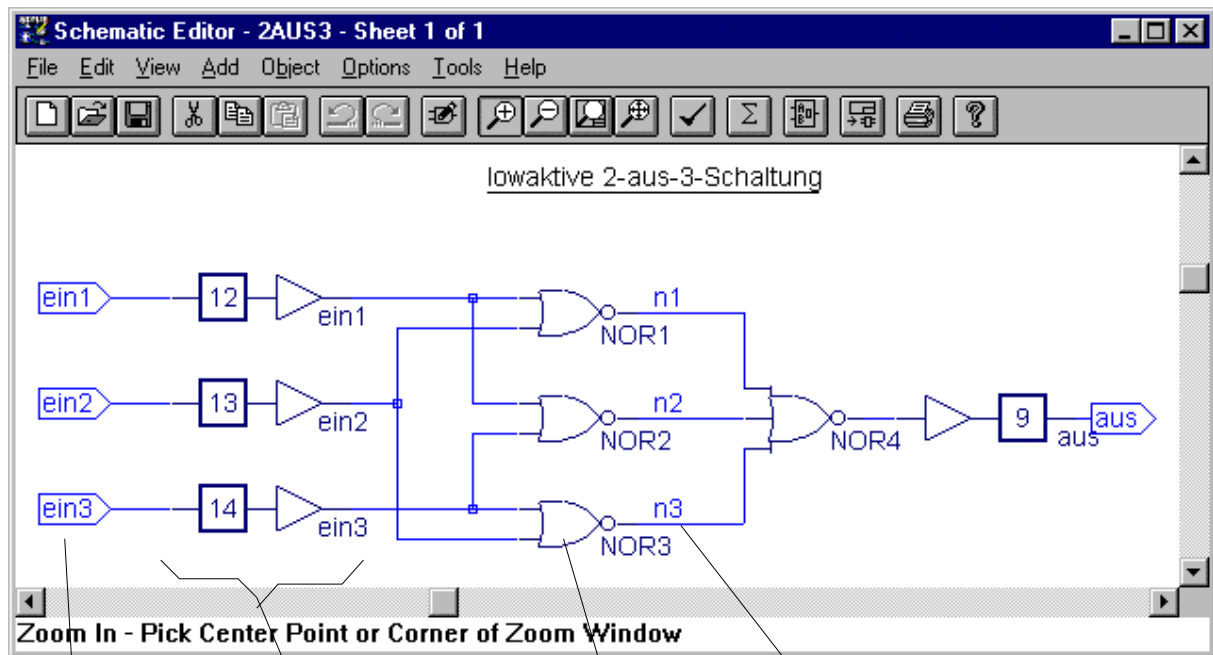 Schematic Editor - 2AUS3 - Sheet 1 of 1
File Edit View Add Object Options Tools Help
lowaktive 2-aus-3-Schaltung
ein1 12 ein1 n1
NOR1
ein2 13 ein2 n2
NOR2 NOR4 9 aus aus
ein3 14 ein3 n3
NOR3
Zoom In - Pick Center Point or Corner of Zoom Window